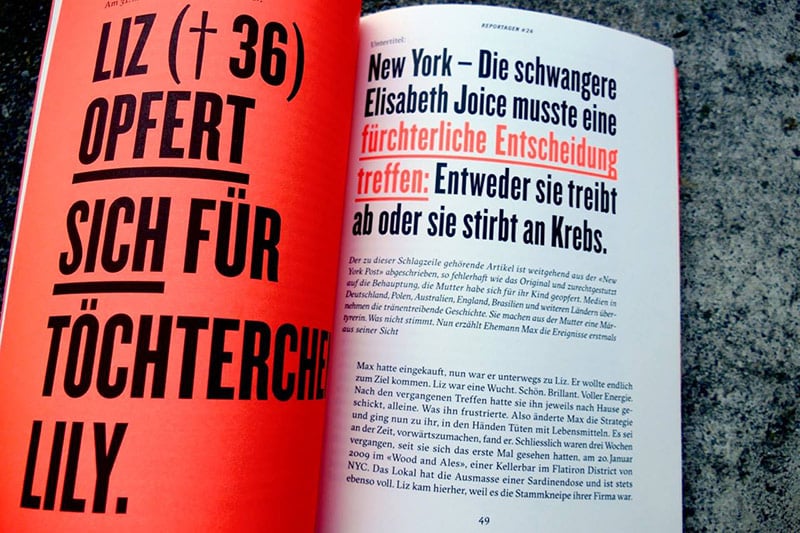 Am 31.
LIZ († 36)
OPFERT
SICH FÜR
TÖCHTERCHE
LILY.
REPORTAGEN #24
Untertitel:
New York – Die schwangere
Elisabeth Joice musste eine
fürchterliche Entscheidung
treffen: Entweder sie treibt
ab oder sie stirbt an Krebs.
Der zu dieser Schlagzeile gehörende Artikel ist weitgehend aus der «New
York Post» abgeschrieben, so fehlerhaft wie das Original und zurechtgestutzt
auf die Behauptung, die Mutter habe sich für ihr Kind geopfert. Medien in
Deutschland, Polen, Australien, England, Brasilien und weiteren Ländern über-
nehmen die tränentreibende Geschichte. Sie machen aus der Mutter eine Mär-
tyrerin. Was nicht stimmt. Nun erzählt Ehemann Max die Ereignisse erstmals
aus seiner Sicht
Max hatte eingekauft, nun war er unterwegs zu Liz. Er wollte endlich
zum Ziel kommen. Liz war eine Wucht. Schön. Brillant. Voller Energie.
Nach den vergangenen Treffen hatte sie ihn jeweils nach Hause ge-
schickt, alleine. Was ihn frustrierte. Also änderte Max die Strategie
und ging nun zu ihr, in den Händen Tüten mit Lebensmitteln. Es sei
an der Zeit, vorwärtszumachen, fand er. Schliesslich waren drei Wochen
vergangen, seit sie sich das erste Mal gesehen hatten, am 20. Januar
2009 im «Wood and Ales», einer Kellerbar im Flatiron District von
NYC. Das Lokal hat die Ausmasse einer Sardinendose und ist stets
ebenso voll. Liz kam hierher, weil es die Stammkneipe ihrer Firma war.
49